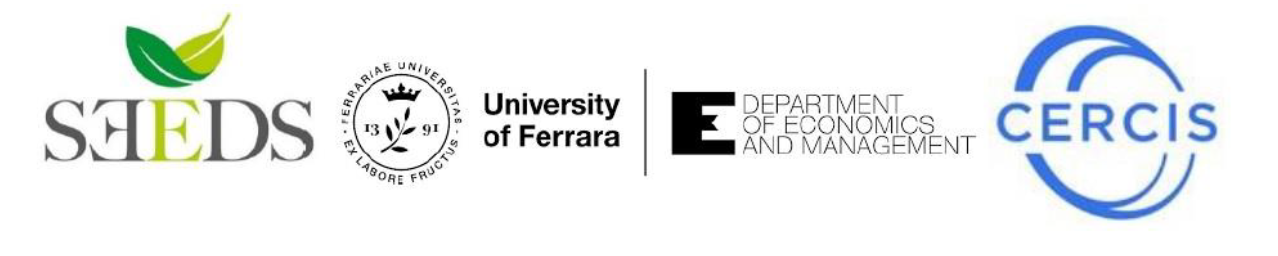 SEEDS
FERRARIAE UNIVERSITAS
13 91
EX LABORE FRUCTUS
University
of Ferrara
E DEPARTMENT
OF ECONOMICS
AND MANAGEMENT
CERCIS